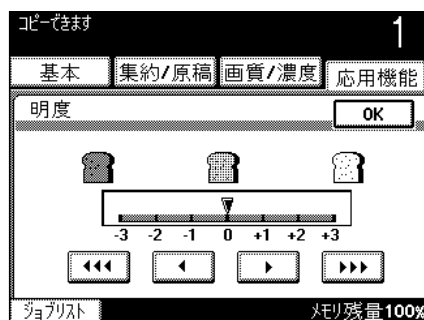 コピーできます
1
基本 集約/原稿 画質/濃度 応用機能
明度 OK
-3 -2 -1 0 +1 +2 +3
ジョブリスト メモリ残量100%